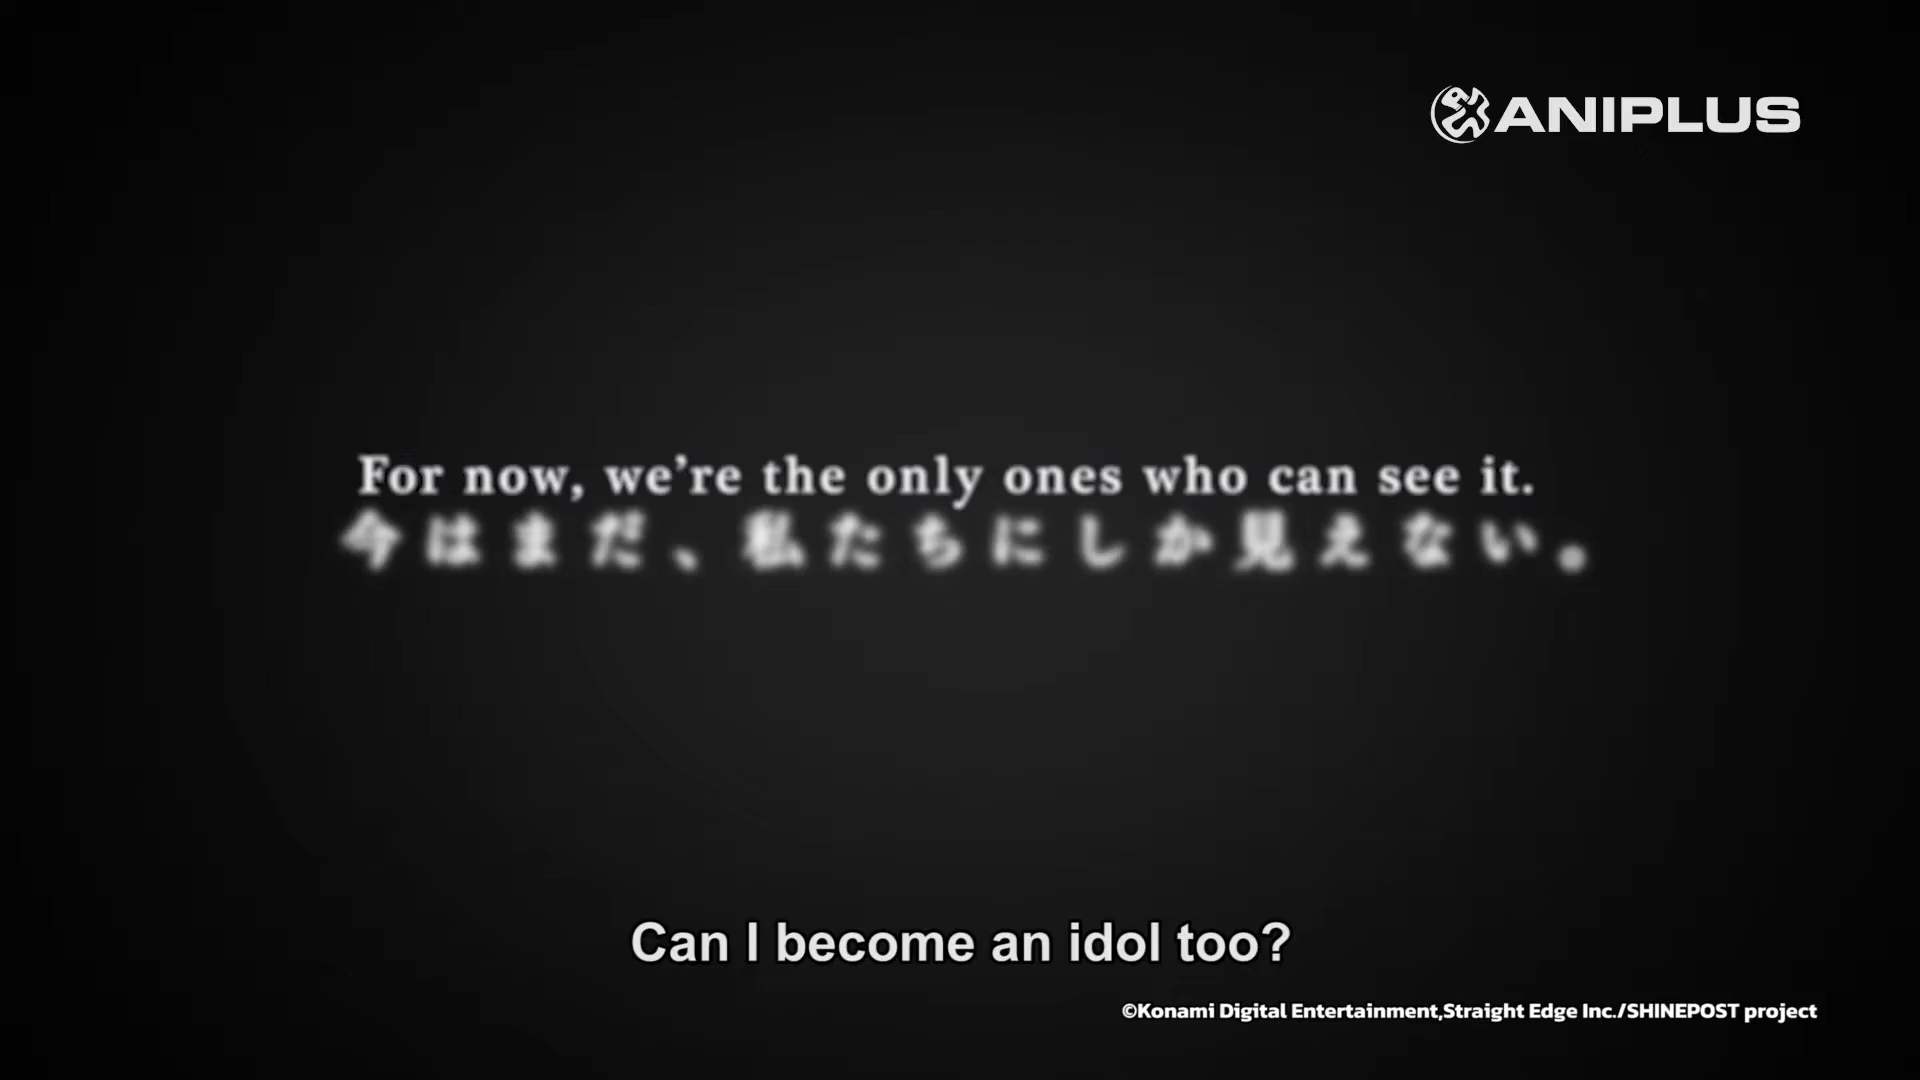 ANIPLUS
For now, we're the only ones who can see it.
今はまだ、私たちにしか見えない。
Can I become an idol too?
©Konami Digital Entertainment,Straight Edge Inc./SHINEPOST project